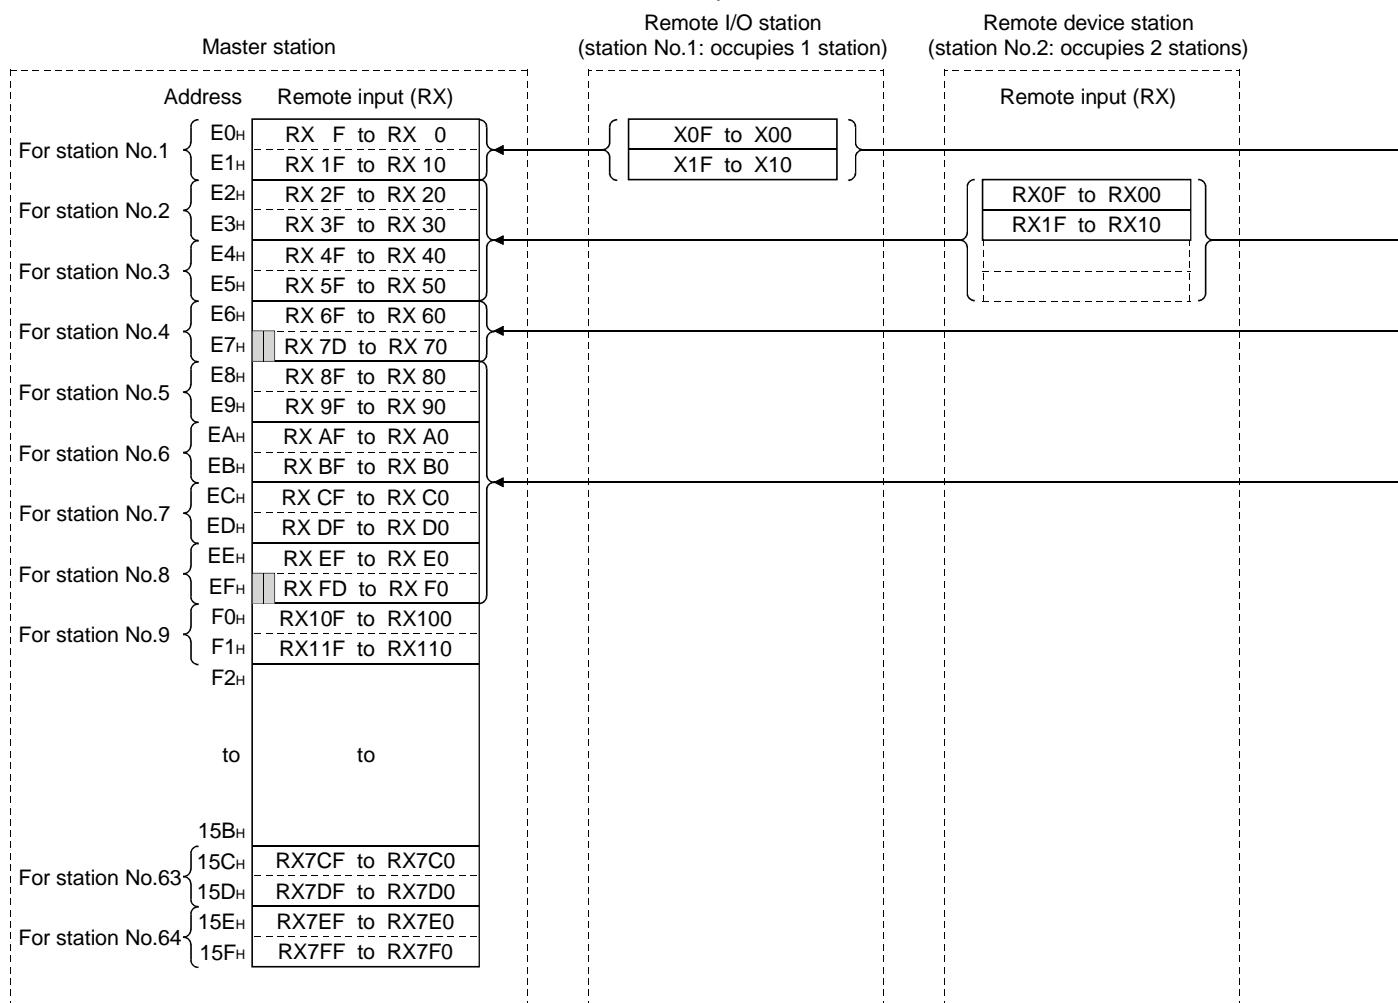 Remote I/O station
(station No.1: occupies 1 station)
Remote device station
(station No.2: occupies 2 stations)
Master station
Address Remote input (RX)
Remote input (RX)
For station No.1
E0H RX F to RX 0
E1H RX 1F to RX 10
X0F to X00
X1F to X10
For station No.2
E2H RX 2F to RX 20
E3H RX 3F to RX 30
RX0F to RX00
RX1F to RX10
For station No.3
E4H RX 4F to RX 40
E5H RX 5F to RX 50
For station No.4
E6H RX 6F to RX 60
E7H RX 7D to RX 70
For station No.5
E8H RX 8F to RX 80
E9H RX 9F to RX 90
For station No.6
EAH RX AF to RX A0
EBH RX BF to RX B0
For station No.7
ECH RX CF to RX C0
EDH RX DF to RX D0
For station No.8
EEH RX EF to RX E0
EFH RX FD to RX F0
For station No.9
F0H RX10F to RX100
F1H RX11F to RX110
F2H
to to
15BH
For station No.63
15CH RX7CF to RX7C0
15DH RX7DF to RX7D0
For station No.64
15EH RX7EF to RX7E0
15FH RX7FF to RX7F0